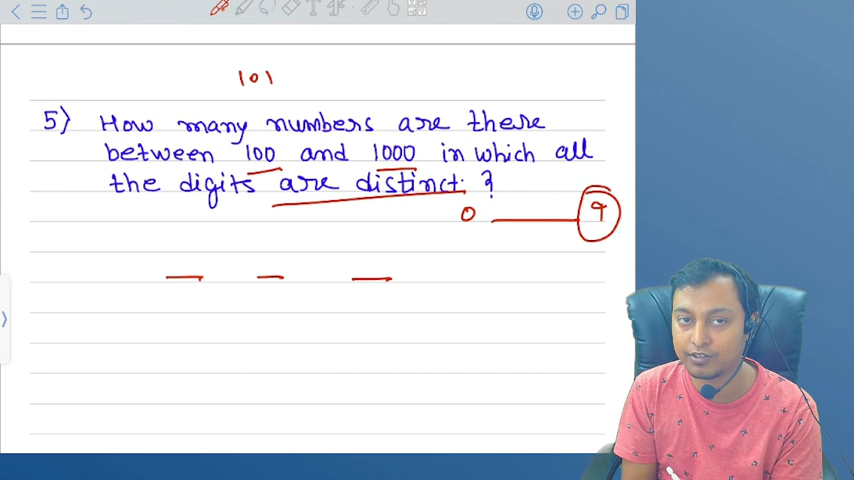 101
5) How many numbers are there
between 100 and 1000 in which all
the digits are distinct. ?
0 9